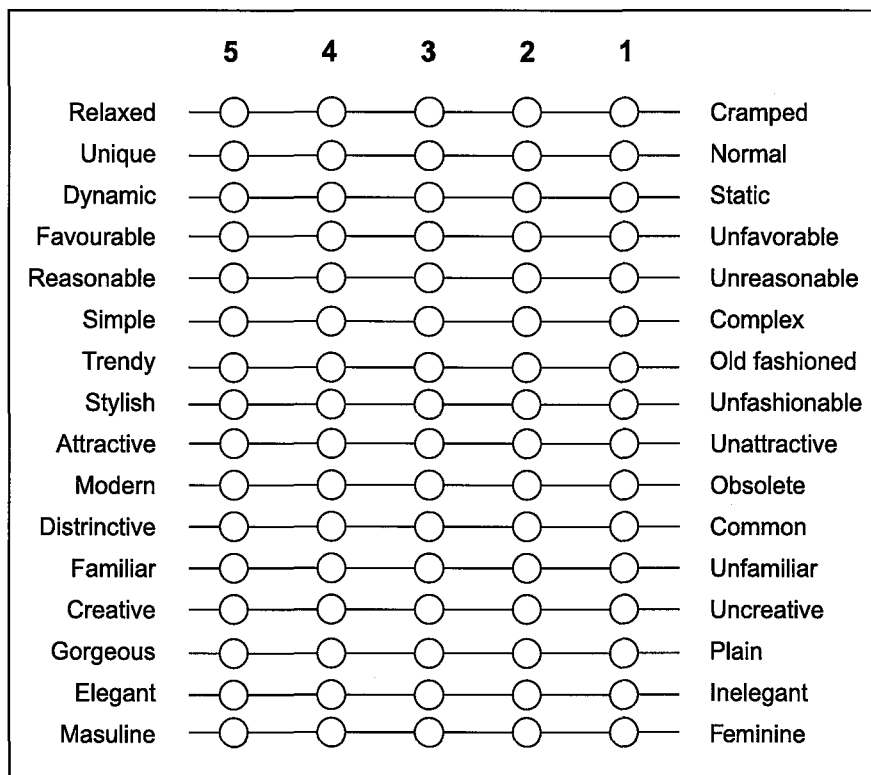 5 4 3 2 1
Relaxed Cramped
Unique Normal
Dynamic Static
Favourable Unfavorable
Reasonable Unreasonable
Simple Complex
Trendy Old fashioned
Stylish Unfashionable
Attractive Unattractive
Modern Obsolete
Distrinctive Common
Familiar Unfamiliar
Creative Uncreative
Gorgeous Plain
Elegant Inelegant
Masuline Feminine